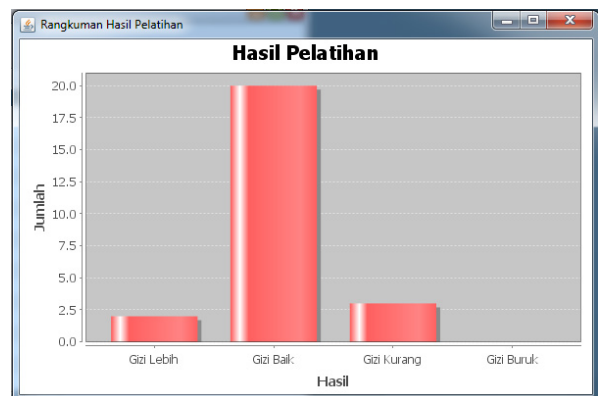 Rangkuman Hasil Pelatihan
Hasil Pelatihan
20.0
17.5
15.0
12.5
10.0
7.5
5.0
2.5
0.0
Jumlah
Gizi Lebih
Gizi Baik
Gizi Kurang
Gizi Buruk
Hasil